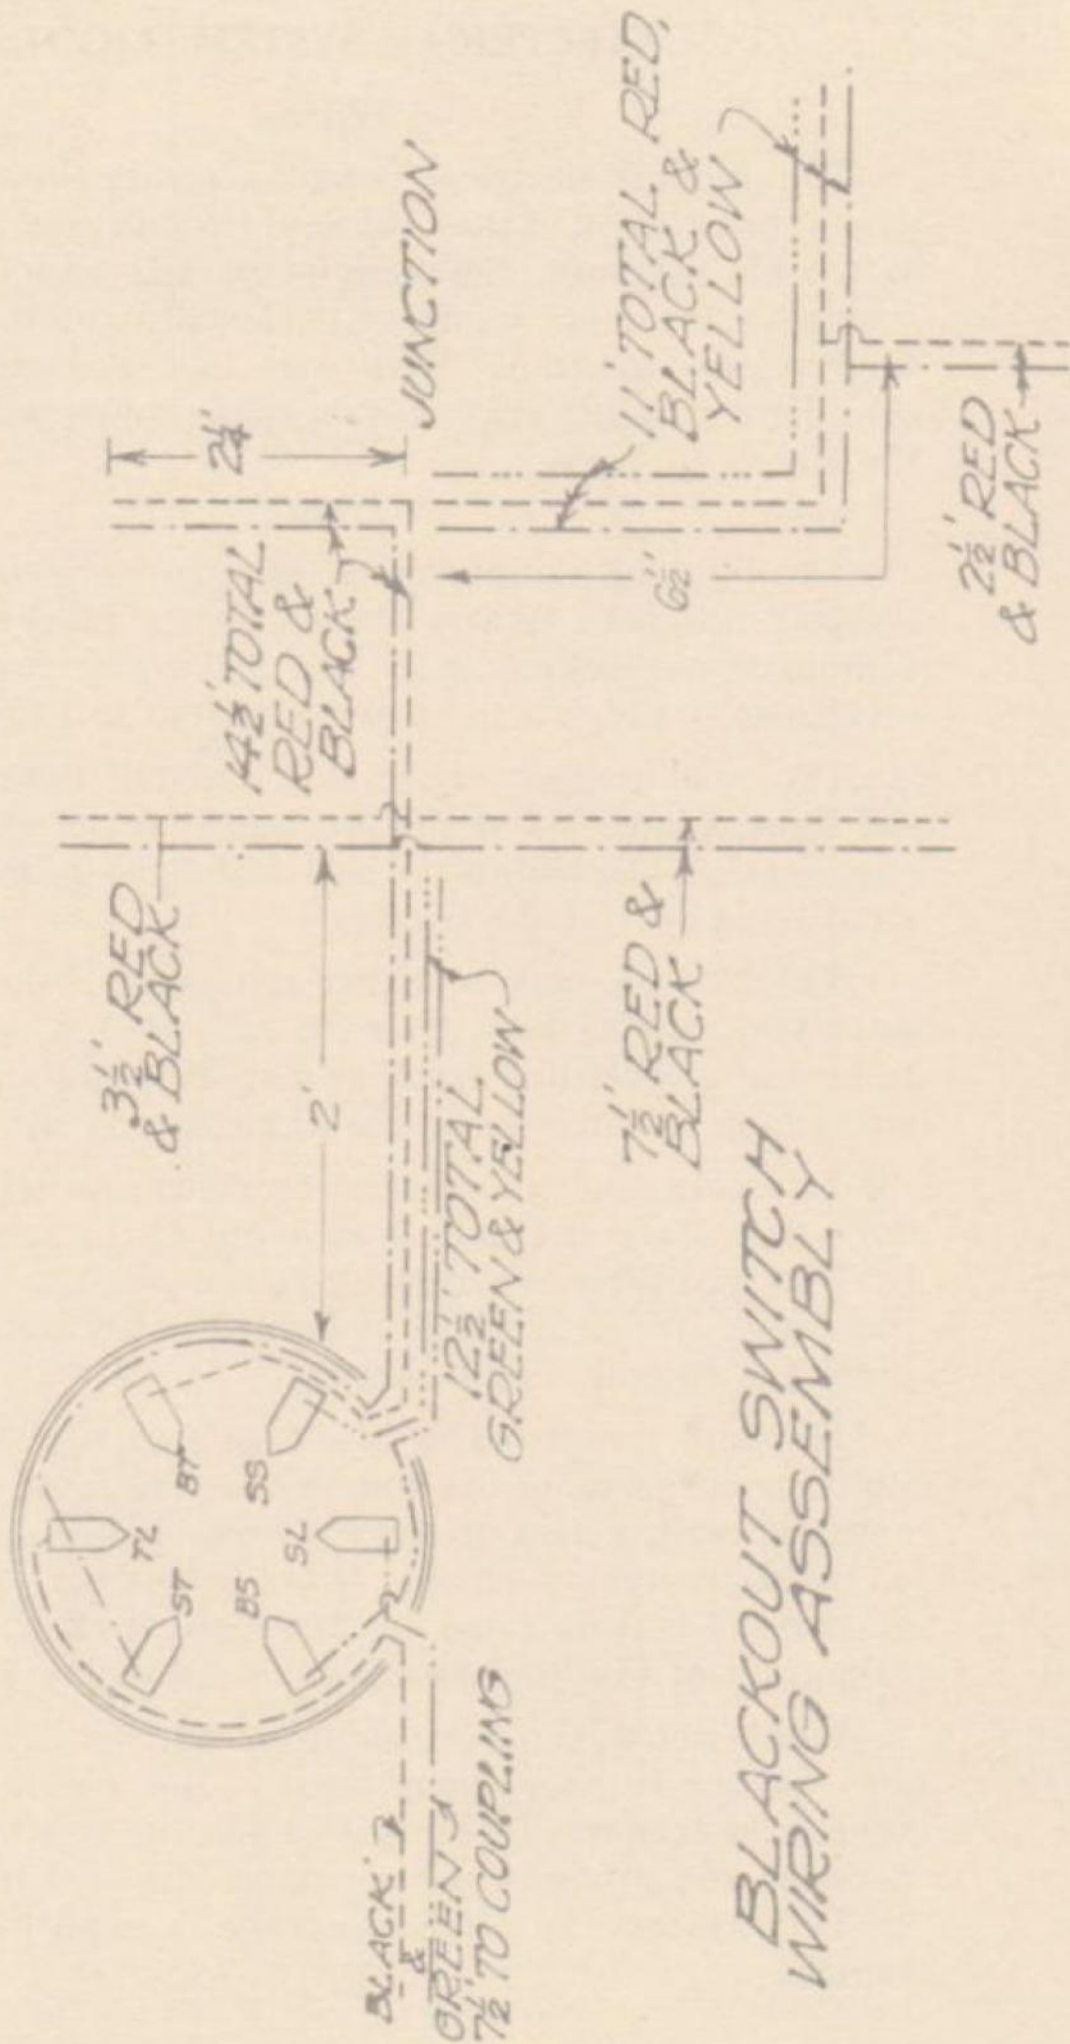 BLACK
&
GREEN
7½' TO COUPLING
ST
TL
BT
BS
SL
SS
3½' RED
& BLACK
2'
12½' TOTAL
GREEN & YELLOW
14½' TOTAL
RED &
BLACK
2¼'
JUNCTION
7½' RED &
BLACK
6½'
11' TOTAL RED,
BLACK &
YELLOW
2½' RED
& BLACK
BLACKOUT SWITCH
WIRING ASSEMBLY